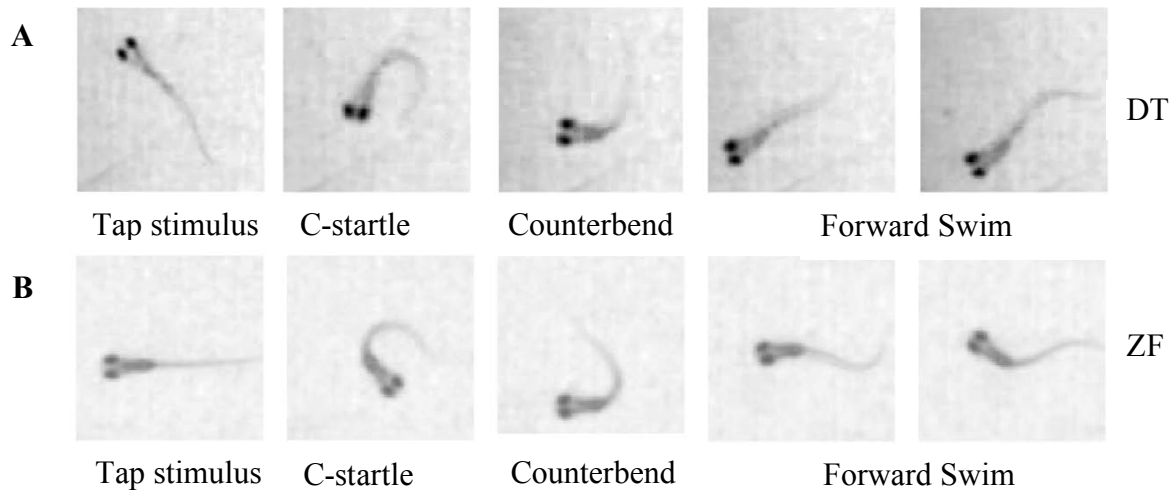 A
DT
Tap stimulus C-startle Counterbend Forward Swim
B
ZF
Tap stimulus C-startle Counterbend Forward Swim